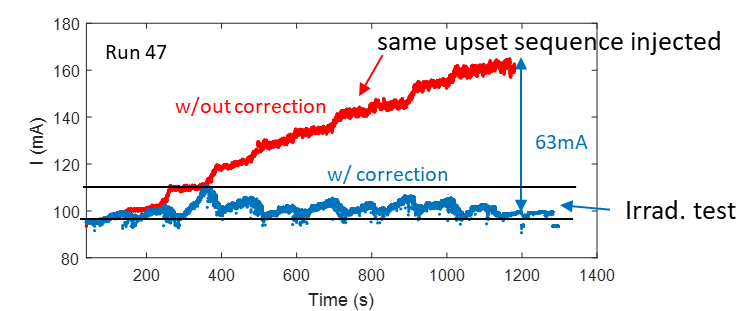 180
160
140
120
100
80
I (mA)
Run 47
same upset sequence injected
w/out correction
w/ correction
63mA
Irrad. test
200 400 600 800 1000 1200 1400
Time (s)